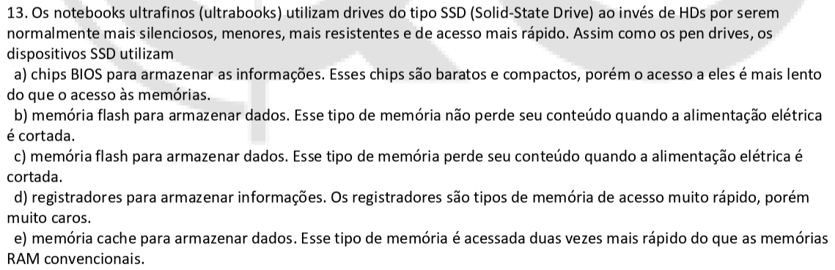 13. Os notebooks ultrafinos (ultrabooks) utilizam drives do tipo SSD (Solid-State Drive) ao invés de HDs por serem
normalmente mais silenciosos, menores, mais resistentes e de acesso mais rápido. Assim como os pen drives, os
dispositivos SSD utilizam
a) chips BIOS para armazenar as informações. Esses chips são baratos e compactos, porém o acesso a eles é mais lento
do que o acesso às memórias.
b) memória flash para armazenar dados. Esse tipo de memória não perde seu conteúdo quando a alimentação elétrica
é cortada.
c) memória flash para armazenar dados. Esse tipo de memória perde seu conteúdo quando a alimentação elétrica é
cortada.
d) registradores para armazenar informações. Os registradores são tipos de memória de acesso muito rápido, porém
muito caros.
e) memória cache para armazenar dados. Esse tipo de memória é acessada duas vezes mais rápido do que as memórias
RAM convencionais.